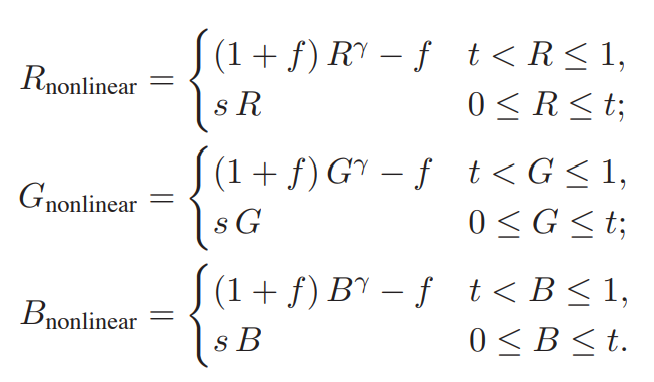 R_nonlinear = { (1 + f) R^γ − f   t < R ≤ 1,
s R   0 ≤ R ≤ t;
G_nonlinear = { (1 + f) G^γ − f   t < G ≤ 1,
s G   0 ≤ G ≤ t;
B_nonlinear = { (1 + f) B^γ − f   t < B ≤ 1,
s B   0 ≤ B ≤ t.